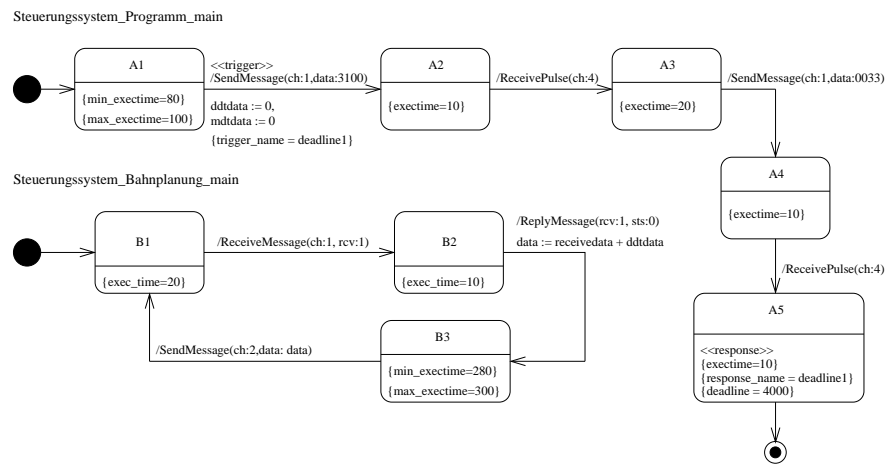 Steuerungssystem_Programm_main
A1
{min_exectime=80}
{max_exectime=100}
<<trigger>>
/SendMessage(ch:1,data:3100)
ddtdata := 0,
mdtdata := 0
{trigger_name = deadline1}
A2
{exectime=10}
/ReceivePulse(ch:4)
A3
{exectime=20}
/SendMessage(ch:1,data:0033)
A4
{exectime=10}
/ReceivePulse(ch:4)
A5
<<response>>
{exectime=10}
{response_name = deadline1}
{deadline = 4000}
Steuerungssystem_Bahnplanung_main
B1
{exec_time=20}
/ReceiveMessage(ch:1, rcv:1)
B2
{exec_time=10}
/ReplyMessage(rcv:1, sts:0)
data := receivedata + ddtdata
B3
{min_exectime=280}
{max_exectime=300}
/SendMessage(ch:2,data: data)